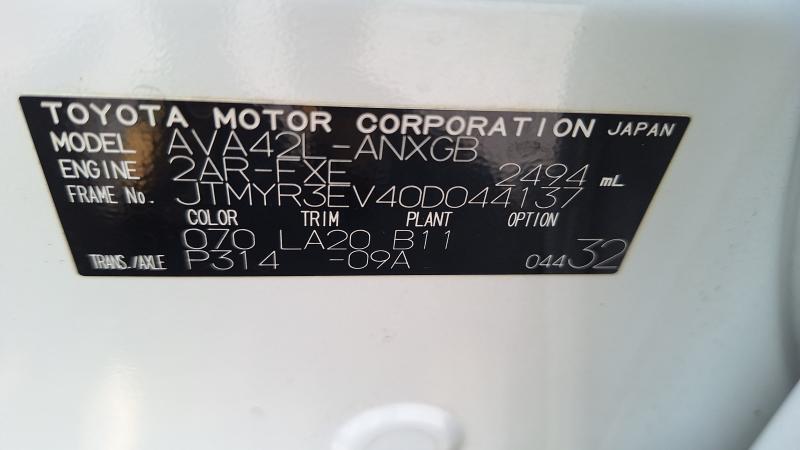 TOYOTA MOTOR CORPORATION JAPAN
MODEL AVA42L-ANXGB
ENGINE 2AR-FXE 2494 mL
FRAME No. JTMYR3EV40D044137
COLOR TRIM PLANT OPTION
070 LA20 B11
TRANS./AXLE P314 -09A 04432